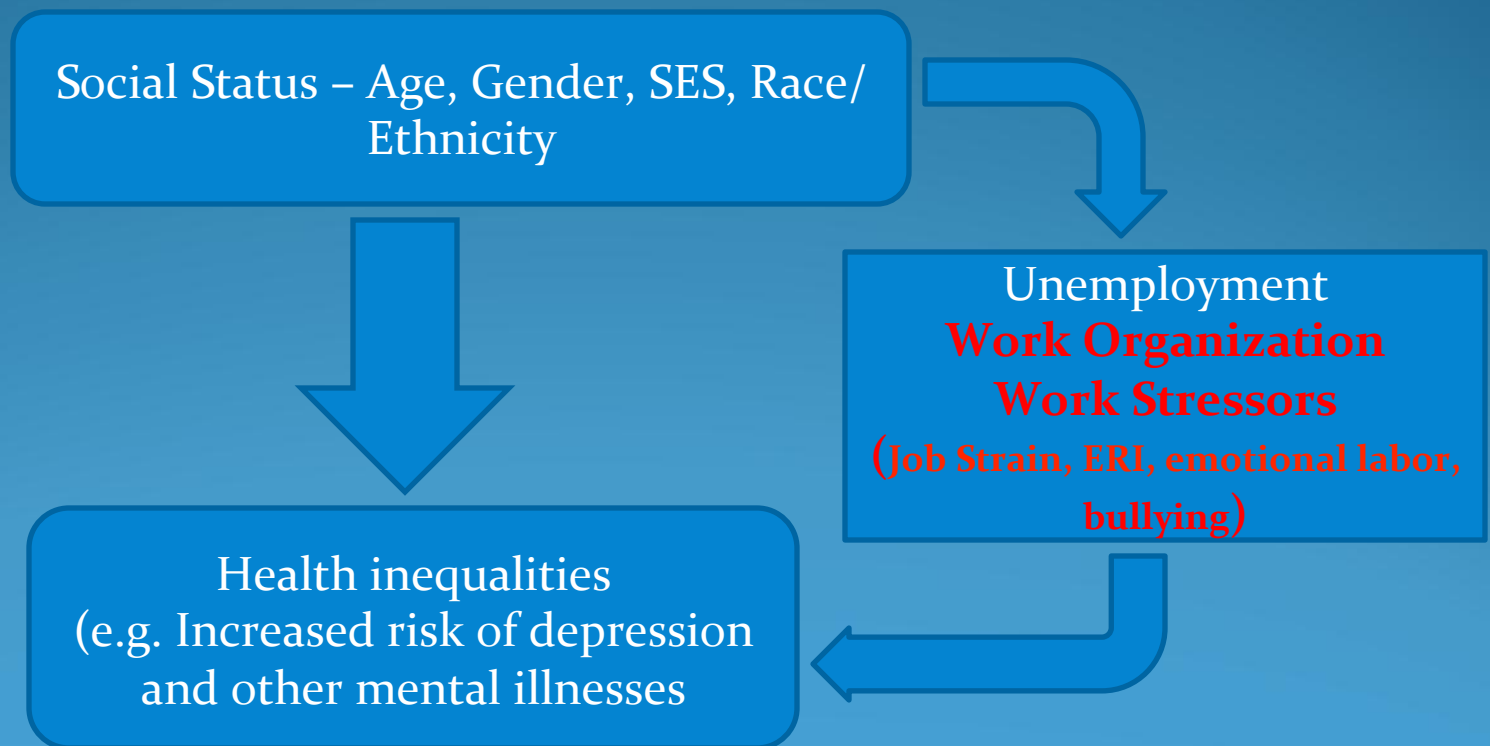 Social Status – Age, Gender, SES, Race/
Ethnicity
Unemployment
Work Organization
Work Stressors
(Job Strain, ERI, emotional labor,
bullying)
Health inequalities
(e.g. Increased risk of depression
and other mental illnesses